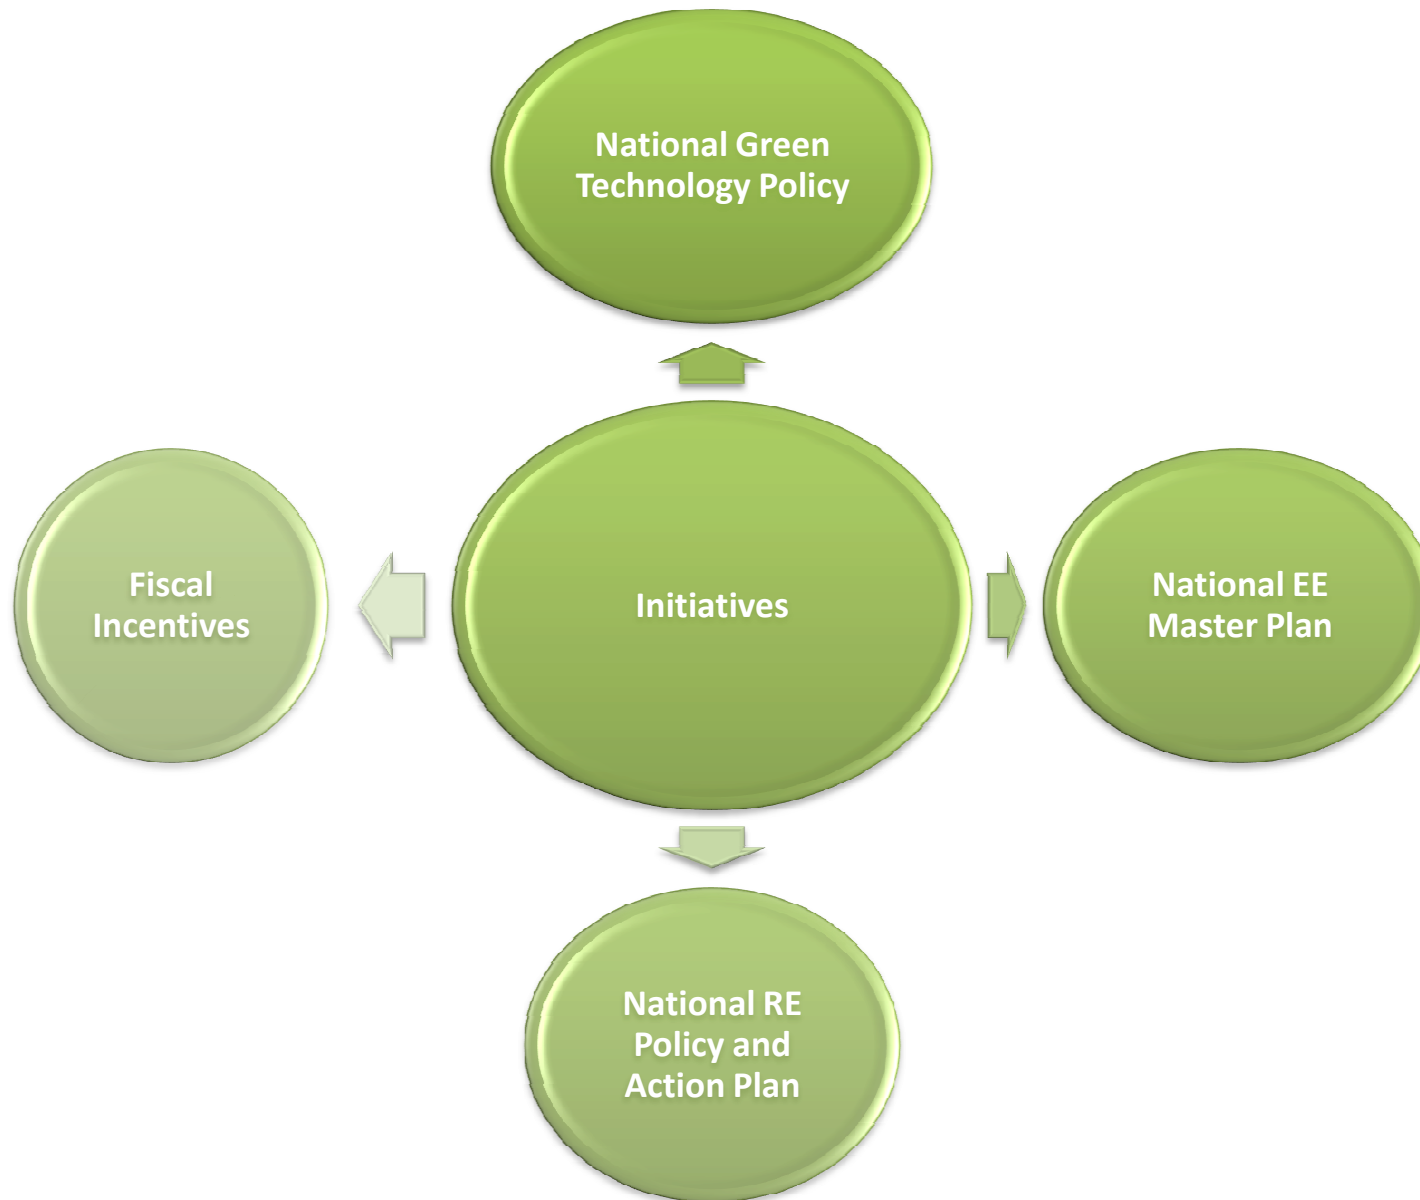 National Green
Technology Policy
Fiscal
Incentives
Initiatives
National EE
Master Plan
National RE
Policy and
Action Plan